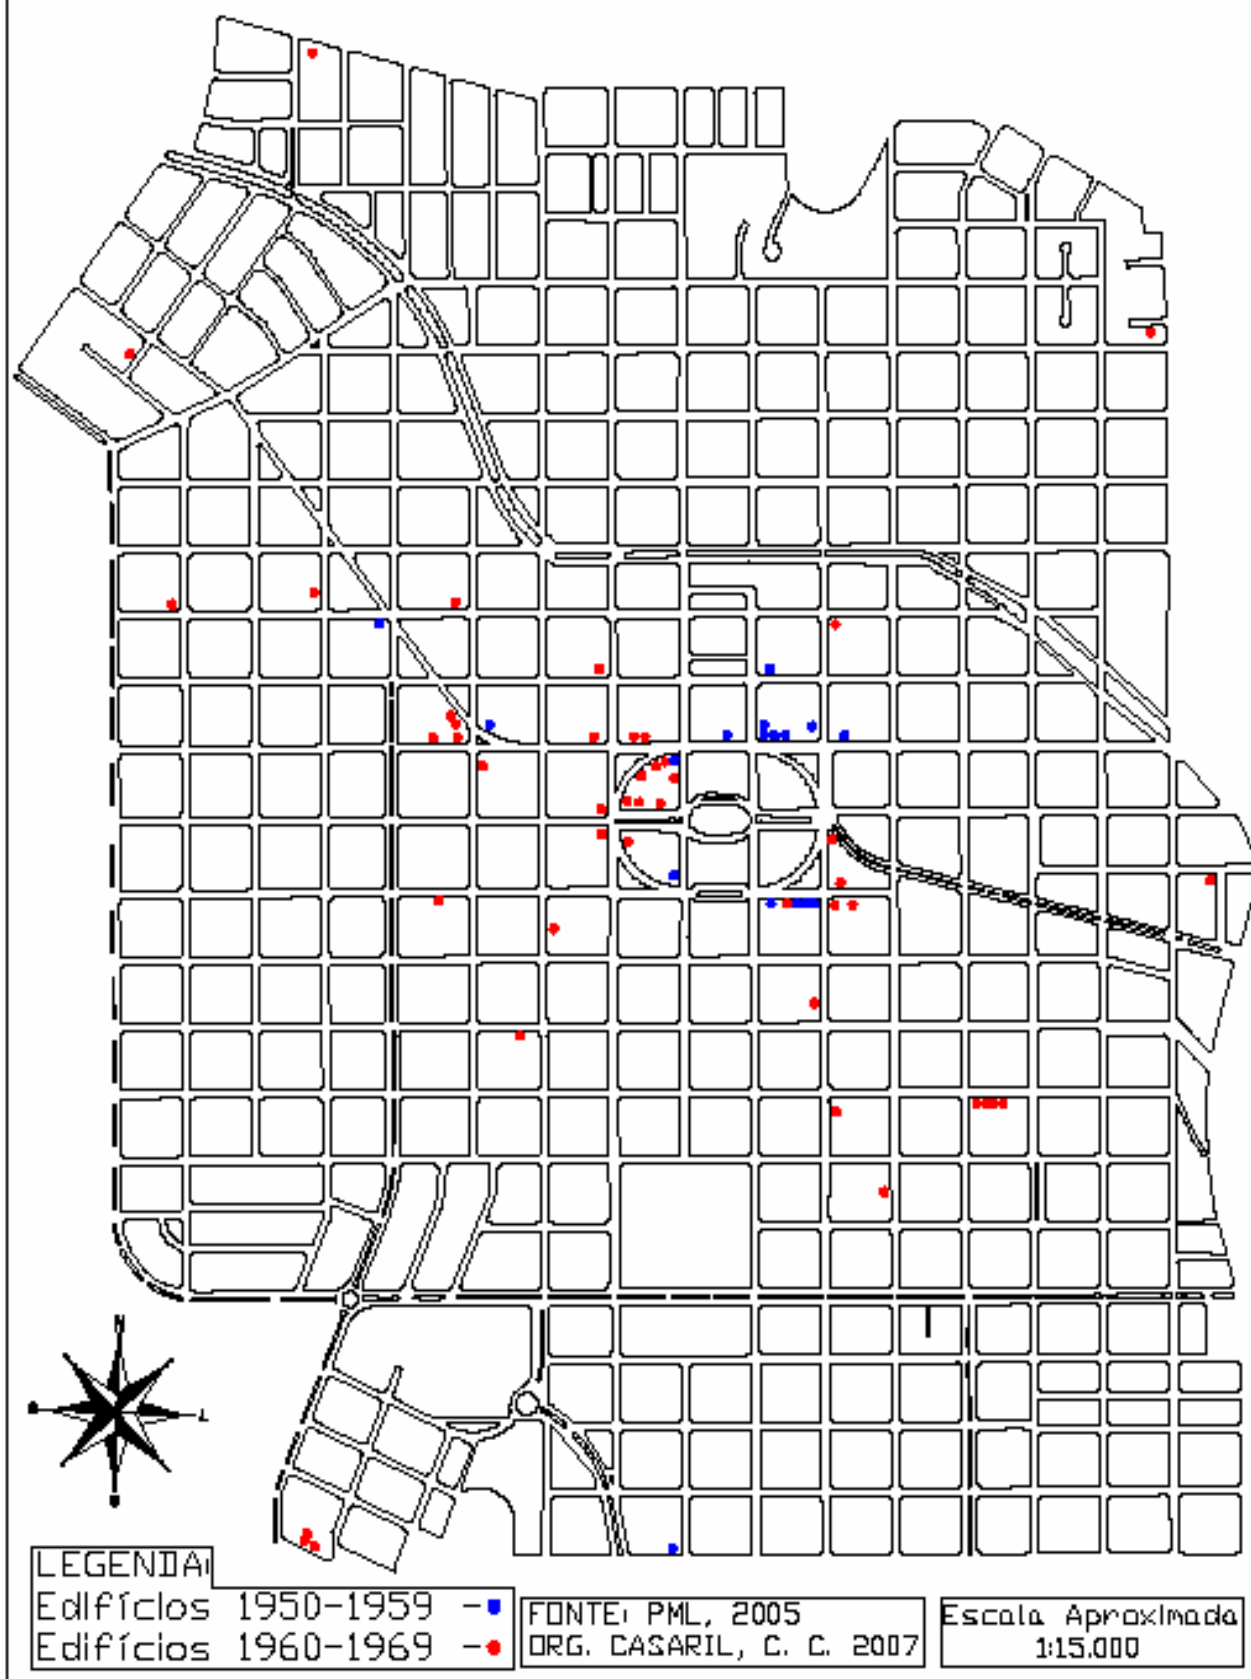 N
L
LEGENDA:
Edifícios 1950-1959 -
Edifícios 1960-1969 -
FONTE: PML, 2005
ORG. CASARIL, C. C. 2007
Escala Aproximada
1:15.000